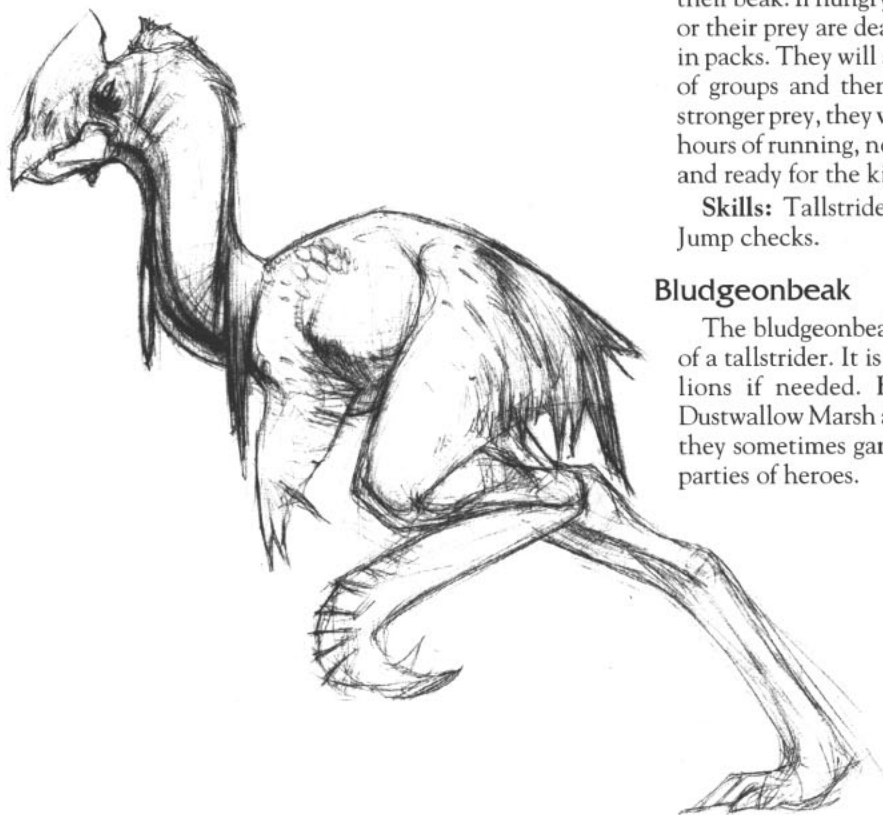 their beak. If hungry
or their prey are dea
in packs. They will
of groups and ther
stronger prey, they w
hours of running, ne
and ready for the ki
Skills: Tallstride
Jump checks.
Bludgeonbeak
The bludgeonbea
of a tallstrider. It is
lions if needed.
Dustwallow Marsh a
they sometimes gar
parties of heroes.